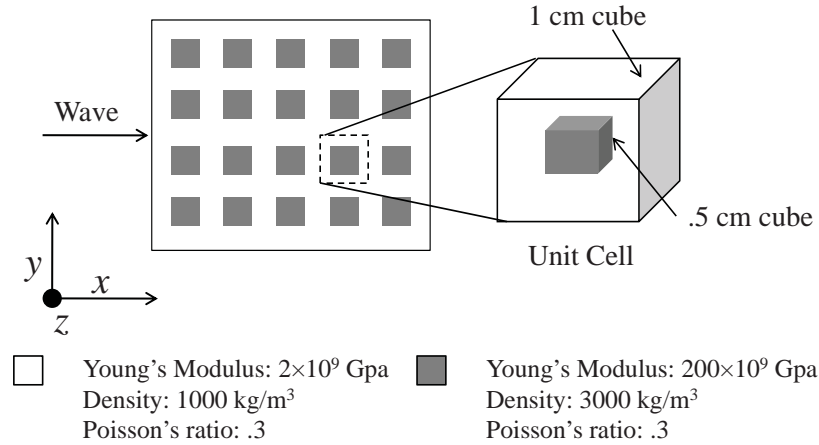 1 cm cube
Wave
.5 cm cube
Unit Cell
y
x
z
Young's Modulus: 2×10⁹ Gpa
Density: 1000 kg/m³
Poisson's ratio: .3
Young's Modulus: 200×10⁹ Gpa
Density: 3000 kg/m³
Poisson's ratio: .3